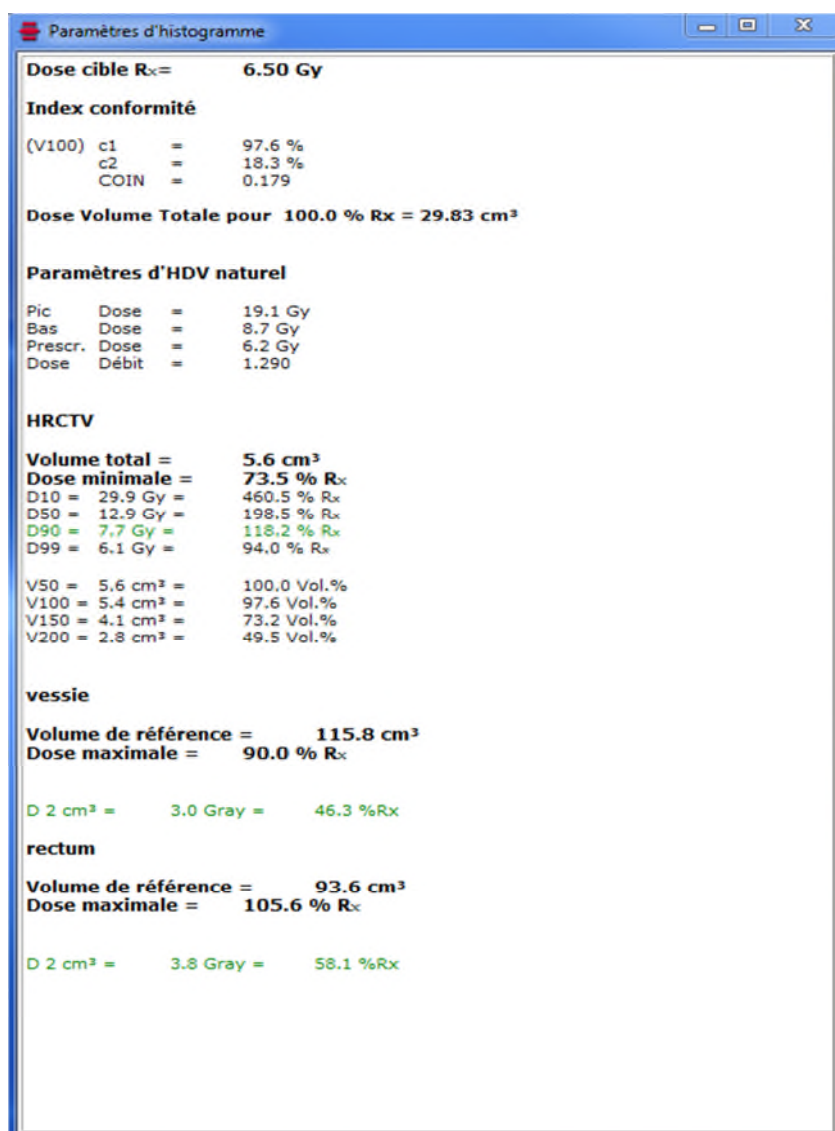 Paramètres d'histogramme
Dose cible Rx= 6.50 Gy
Index conformité
(V100) c1 = 97.6 %
c2 = 18.3 %
COIN = 0.179
Dose Volume Totale pour 100.0 % Rx = 29.83 cm³
Paramètres d'HDV naturel
Pic Dose = 19.1 Gy
Bas Dose = 8.7 Gy
Prescr. Dose = 6.2 Gy
Dose Débit = 1.290
HRCTV
Volume total = 5.6 cm³
Dose minimale = 73.5 % Rx
D10 = 29.9 Gy = 460.5 % Rx
D50 = 12.9 Gy = 198.5 % Rx
D90 = 7.7 Gy = 118.2 % Rx
D99 = 6.1 Gy = 94.0 % Rx
V50 = 5.6 cm³ = 100.0 Vol.%
V100 = 5.4 cm³ = 97.6 Vol.%
V150 = 4.1 cm³ = 73.2 Vol.%
V200 = 2.8 cm³ = 49.5 Vol.%
vessie
Volume de référence = 115.8 cm³
Dose maximale = 90.0 % Rx
D 2 cm³ = 3.0 Gray = 46.3 %Rx
rectum
Volume de référence = 93.6 cm³
Dose maximale = 105.6 % Rx
D 2 cm³ = 3.8 Gray = 58.1 %Rx